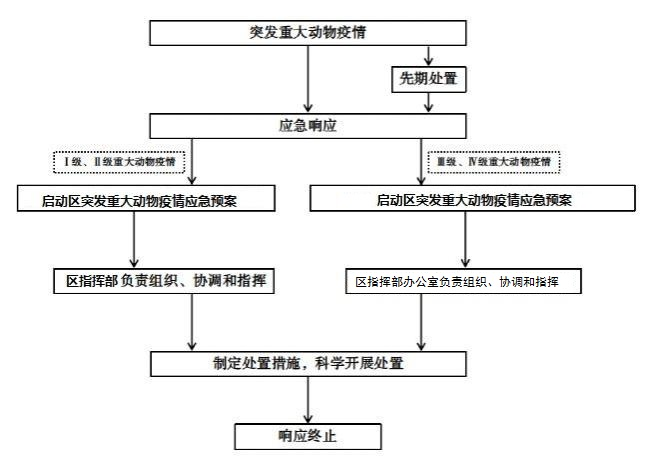 突发重大动物疫情
先期处置
应急响应
Ⅰ级、Ⅱ级重大动物疫情
Ⅲ级、Ⅳ级重大动物疫情
启动区突发重大动物疫情应急预案
启动区突发重大动物疫情应急预案
区指挥部负责组织、协调和指挥
区指挥部办公室负责组织、协调和指挥
制定处置措施，科学开展处置
响应终止